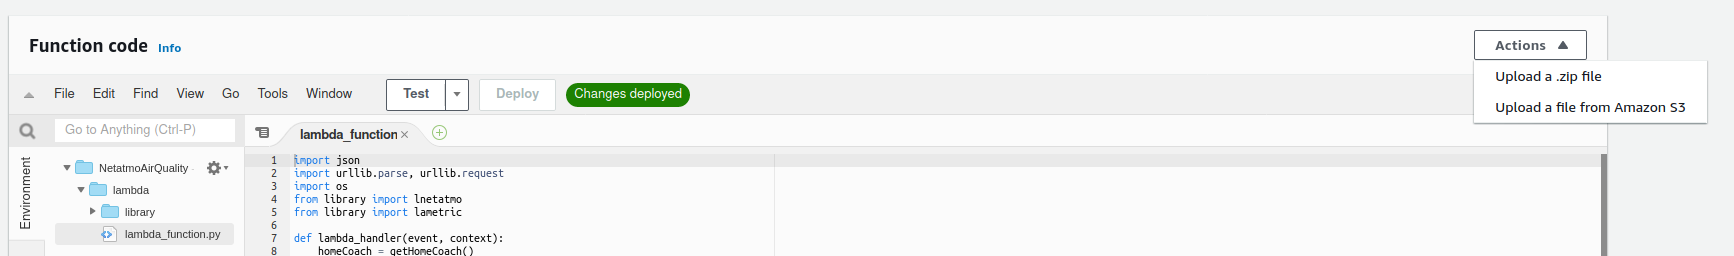 Function code Info
Actions
Upload a .zip file
Upload a file from Amazon S3
File Edit Find View Go Tools Window Test Deploy Changes deployed
Go to Anything (Ctrl-P)
lambda_function
Environment
NetatmoAirQuality
lambda
library
lambda_function.py
1 import json
2 import urllib.parse, urllib.request
3 import os
4 from library import lnetatmo
5 from library import lametric
6
7 def lambda_handler(event, context):
8 homeCoach = getHomeCoach()